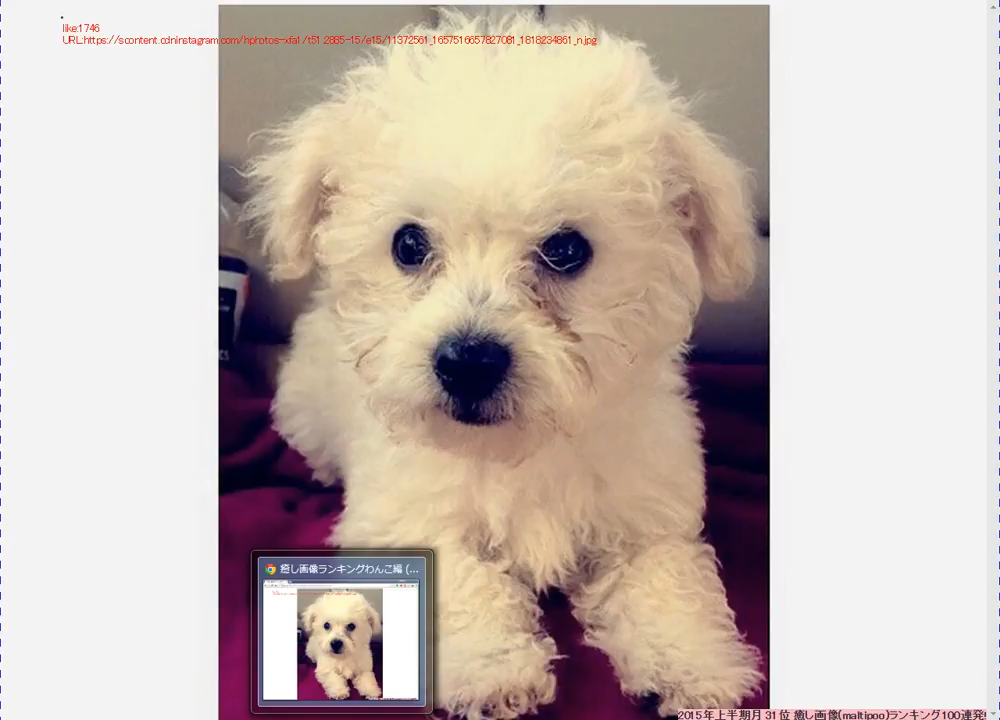 like:1746
URL:https://scontent.cdninstagram.com/hphotos-xfa1/t51.2885-15/e15/11372561_1657516657827081_1818234861_n.jpg
癒し画像ランキングわんこ編 (...
2015年上半期月 31 位 癒し画像(maltipoo)ランキング100連発!